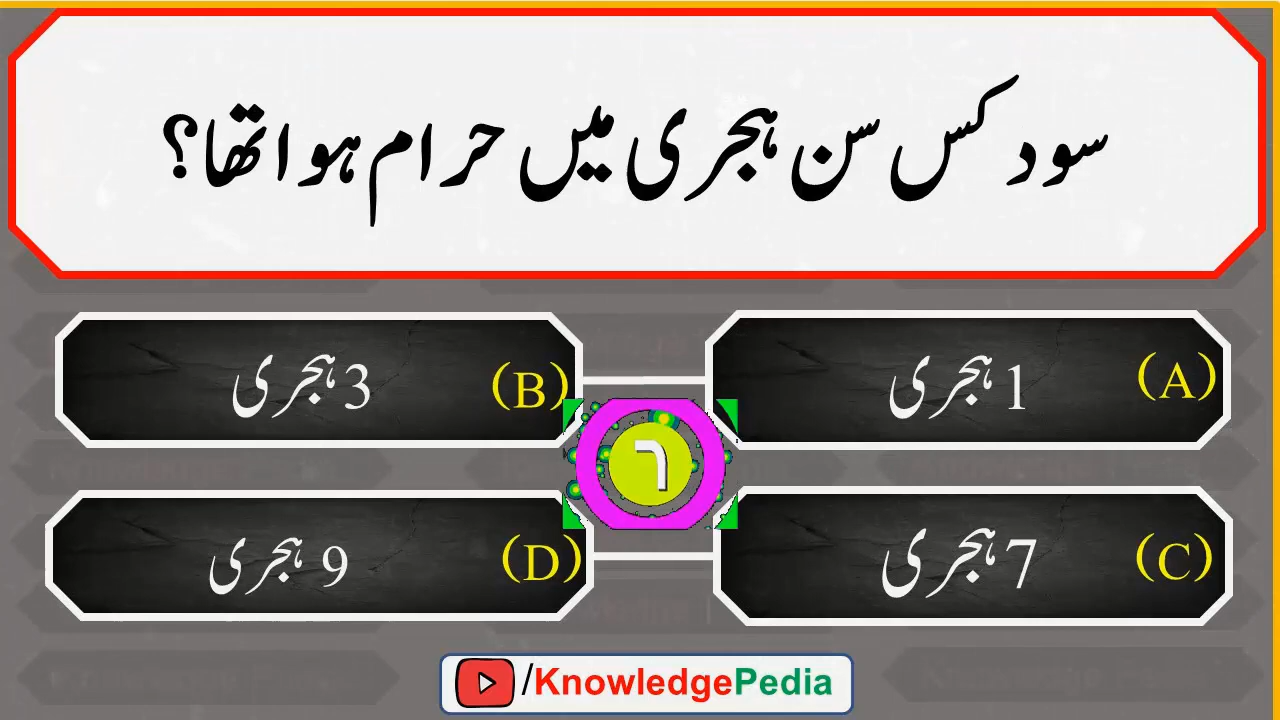 سود کس سن ہجری میں حرام ہوا تھا؟
(A) 1 ہجری
(B) 3 ہجری
(C) 7 ہجری
(D) 9 ہجری
٦
/KnowledgePedia